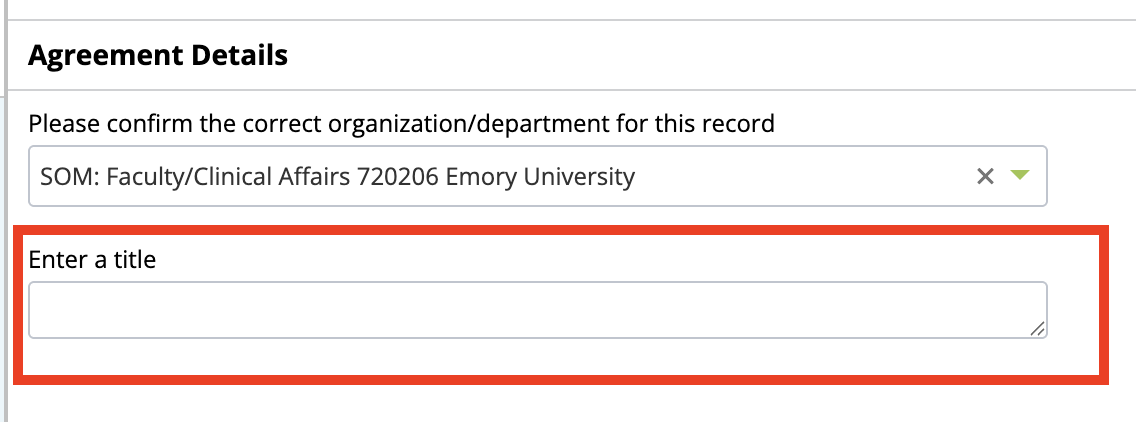 Agreement Details
Please confirm the correct organization/department for this record
SOM: Faculty/Clinical Affairs 720206 Emory University
Enter a title